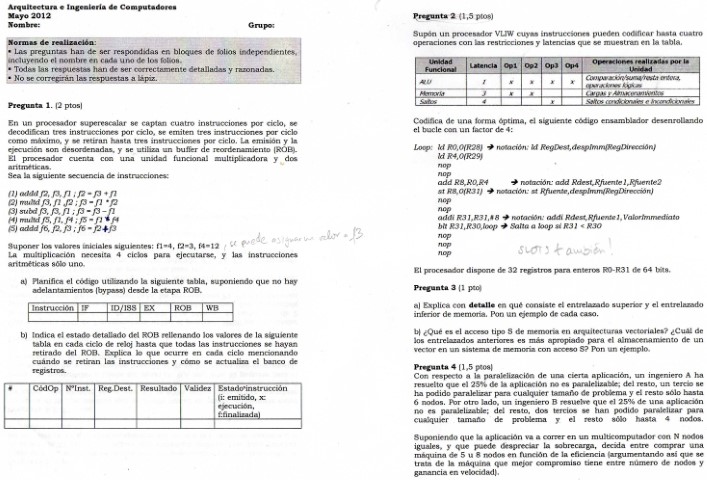 Arquitectura e Ingeniería de Computadores
Mayo 2012
Nombre: Grupo:
Normas de realización:
• Las preguntas han de ser respondidas en bloques de folios independientes,
incluyendo el nombre en cada uno de los folios.
• Todas las respuestas han de ser correctamente detalladas y razonadas.
• No se corregirán las respuestas a lápiz.
Pregunta 1. (2 ptos)
En un procesador superescalar se captan cuatro instrucciones por ciclo, se
decodifican tres instrucciones por ciclo, se emiten tres instrucciones por ciclo
como máximo, y se retiran hasta tres instrucciones por ciclo. La emisión y la
ejecución son desordenadas, y se utiliza un buffer de reordenamiento (ROB).
El procesador cuenta con una unidad funcional multiplicadora y dos
aritméticas.
Sea la siguiente secuencia de instrucciones:
(1) addd f2, f3, f1 ; f2 = f3 + f1
(2) multd f3, f1 ,f2 ; f3 = f1 * f2
(3) subd f3, f3, f1 ; f3 = f3 – f1
(4) multd f5, f1, f4 ; f5 = f1 * f4
(5) addd f6, f2, f3 ; f6 = f2+f3
Suponer los valores iniciales siguientes: f1=4, f2=3, f4=12 , se puede asignar un valor a f3
La multiplicación necesita 4 ciclos para ejecutarse, y las instrucciones
aritméticas sólo uno.
a) Planifica el código utilizando la siguiente tabla, suponiendo que no hay
adelantamientos (bypass) desde la etapa ROB.
Instrucción IF ID/ISS EX ROB WB
b) Indica el estado detallado del ROB rellenando los valores de la siguiente
tabla en cada ciclo de reloj hasta que todas las instrucciones se hayan
retirado del ROB. Explica lo que ocurre en cada ciclo mencionando
cuándo se retiran las instrucciones y cómo se actualiza el banco de
registros.
# CódOp NºInst. Reg.Dest. Resultado Validez Estado instrucción
(i: emitido, x:
ejecución,
f:finalizada)
Pregunta 2. (1,5 ptos)
Supón un procesador VLIW cuyas instrucciones pueden codificar hasta cuatro
operaciones con las restricciones y latencias que se muestran en la tabla.
Unidad Funcional Latencia Op1 Op2 Op3 Op4 Operaciones realizadas por la Unidad
ALU 1 x x x x Comparación/suma/resta entera, operaciones lógicas
Memoria 3 x x Cargas y Almacenamientos
Saltos 4 x Saltos condicionales e Incondicionales
Codifica de una forma óptima, el siguiente código ensamblador desenrollando
el bucle con un factor de 4:
Loop: ld R0,0(R28) ➔ notación: ld RegDest,desplImm(RegDirección)
ld R4,0(R29)
nop
nop
add R8,R0,R4 ➔ notación: add Rdest,Rfuente1,Rfuente2
st R8,0(R31) ➔ notación: st Rfuente,desplImm(RegDirección)
nop
nop
addi R31,R31,#8 ➔ notación: addi Rdest,Rfuente1,ValorInmediato
blt R31,R30,loop ➔ Salta a loop si R31 < R30
nop
nop
nop
El procesador dispone de 32 registros para enteros R0-R31 de 64 bits.
Pregunta 3 (1 pto)
a) Explica con detalle en qué consiste el entrelazado superior y el entrelazado
inferior de memoria. Pon un ejemplo de cada caso.
b) ¿Qué es el acceso tipo S de memoria en arquitecturas vectoriales? ¿Cuál de
los entrelazados anteriores es más apropiado para el almacenamiento de un
vector en un sistema de memoria con acceso S? Pon un ejemplo.
Pregunta 4 (1,5 ptos)
Con respecto a la paralelización de una cierta aplicación, un ingeniero A ha
resuelto que el 25% de la aplicación no es paralelizable; del resto, un tercio se
ha podido paralelizar para cualquier tamaño de problema y el resto sólo hasta
6 nodos. Por otro lado, un ingeniero B resuelve que el 25% de una aplicación
no es paralelizable; del resto, dos tercios se han podido paralelizar para
cualquier tamaño de problema y el resto sólo hasta 4 nodos.
Suponiendo que la aplicación va a correr en un multicomputador con N nodos
iguales, y que puede despreciar la sobrecarga, decida entre comprar una
máquina de 5 u 8 nodos en función de la eficiencia (argumentando así que se
trata de la máquina que mejor compromiso tiene entre número de nodos y
ganancia en velocidad).